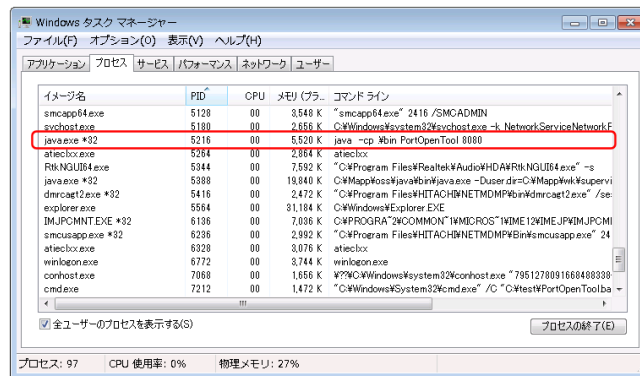 Windows タスク マネージャー
ファイル(F) オプション(O) 表示(V) ヘルプ(H)
アプリケーション プロセス サービス パフォーマンス ネットワーク ユーザー
イメージ名 PID CPU メモリ (プラ... コマンド ライン
smcapp64.exe 5128 00 3,548 K "smcapp64.exe" 2416 /SMCADMIN
svchost.exe 5180 00 2,656 K C:¥Windows¥system32¥svchost.exe -k NetworkServiceNetworkF
java.exe *32 5216 00 5,520 K java -cp ¥bin PortOpenTool 8080
atieclxx.exe 5264 00 2,864 K atieclxx
RtkNGUI64.exe 5344 00 7,592 K "C:¥Program Files¥Realtek¥Audio¥HDA¥RtkNGUI64.exe" -s
java.exe *32 5388 00 19,840 K C:¥Mapp¥oss¥java¥bin¥java.exe -Duser.dir=C:¥Mapp¥wk¥supervi
dmrcagt2.exe *32 5416 00 2,472 K "C:¥Program Files¥HITACHI¥NETMDMP¥bin¥dmrcagt2.exe" /se
explorer.exe 5564 00 31,184 K C:¥Windows¥Explorer.EXE
IMJPCMNT.EXE *32 6136 00 7,036 K C:¥PROGRA~2¥COMMON~1¥MICROS~1¥IME12¥IMEJP¥IMJPCM
smcusapp.exe *32 6236 00 2,992 K "C:¥Program Files¥HITACHI¥NETMDMP¥Bin¥smcusapp.exe" 24
atieclxx.exe 6328 00 3,076 K atieclxx
winlogon.exe 6772 00 3,744 K winlogon.exe
conhost.exe 7068 00 1,656 K ¥??¥C:¥Windows¥system32¥conhost.exe "7951278091668488338
cmd.exe 7212 00 1,472 K "C:¥Windows¥System32¥cmd.exe" /C "C:¥test¥PortOpenTool.ba
全ユーザーのプロセスを表示する(S) プロセスの終了(E)
プロセス: 97 CPU 使用率: 0% 物理メモリ: 27%